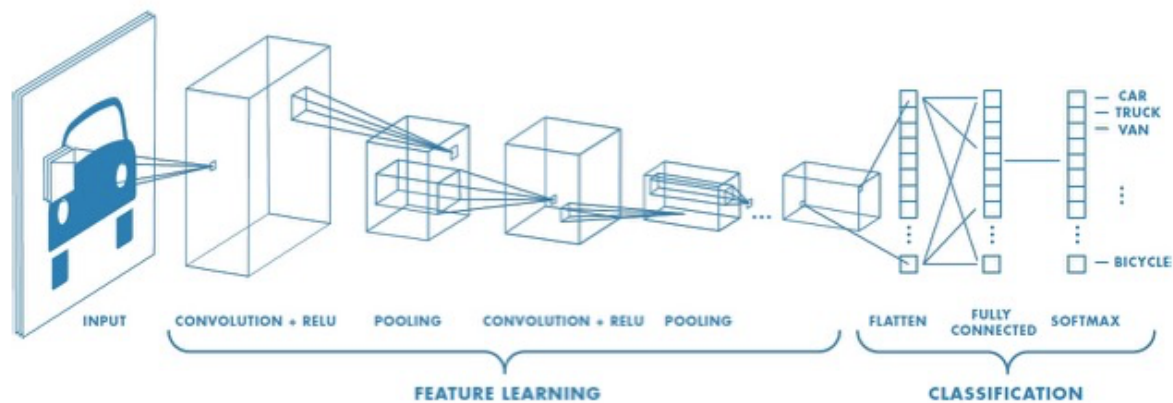 CAR
TRUCK
VAN
BICYCLE
INPUT
CONVOLUTION + RELU
POOLING
CONVOLUTION + RELU
POOLING
FLATTEN
FULLY
CONNECTED
SOFTMAX
FEATURE LEARNING
CLASSIFICATION